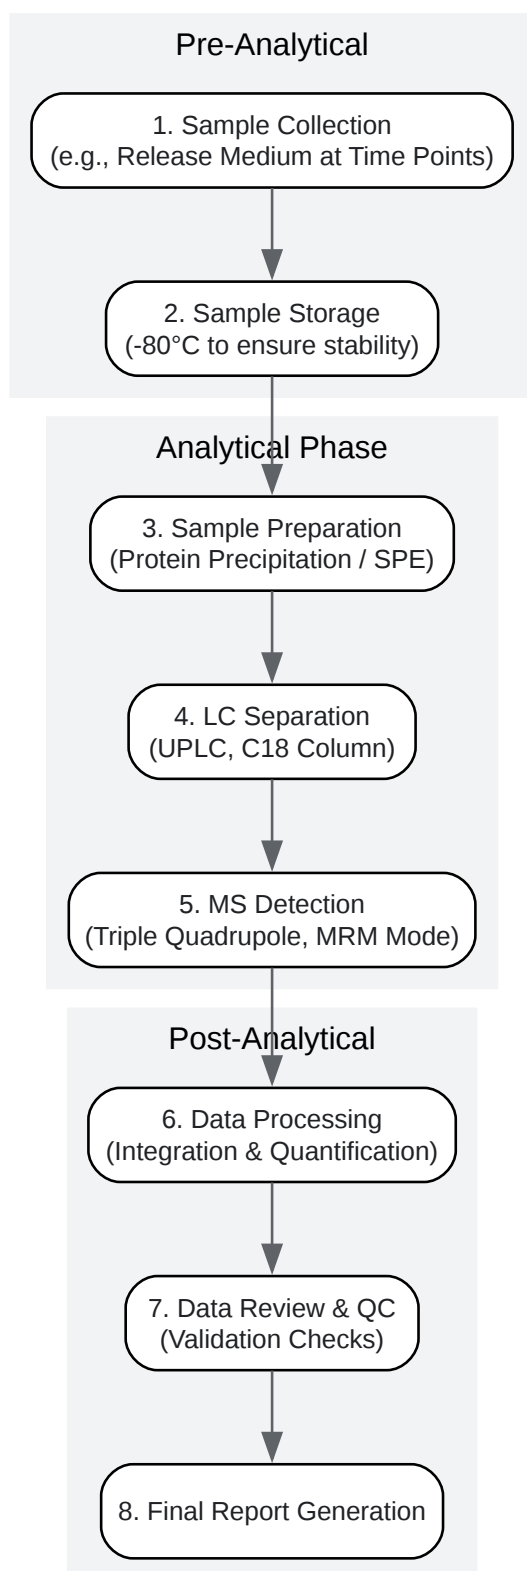 Pre-Analytical
1. Sample Collection
(e.g., Release Medium at Time Points)
2. Sample Storage
(-80°C to ensure stability)
Analytical Phase
3. Sample Preparation
(Protein Precipitation / SPE)
4. LC Separation
(UPLC, C18 Column)
5. MS Detection
(Triple Quadrupole, MRM Mode)
Post-Analytical
6. Data Processing
(Integration & Quantification)
7. Data Review & QC
(Validation Checks)
8. Final Report Generation